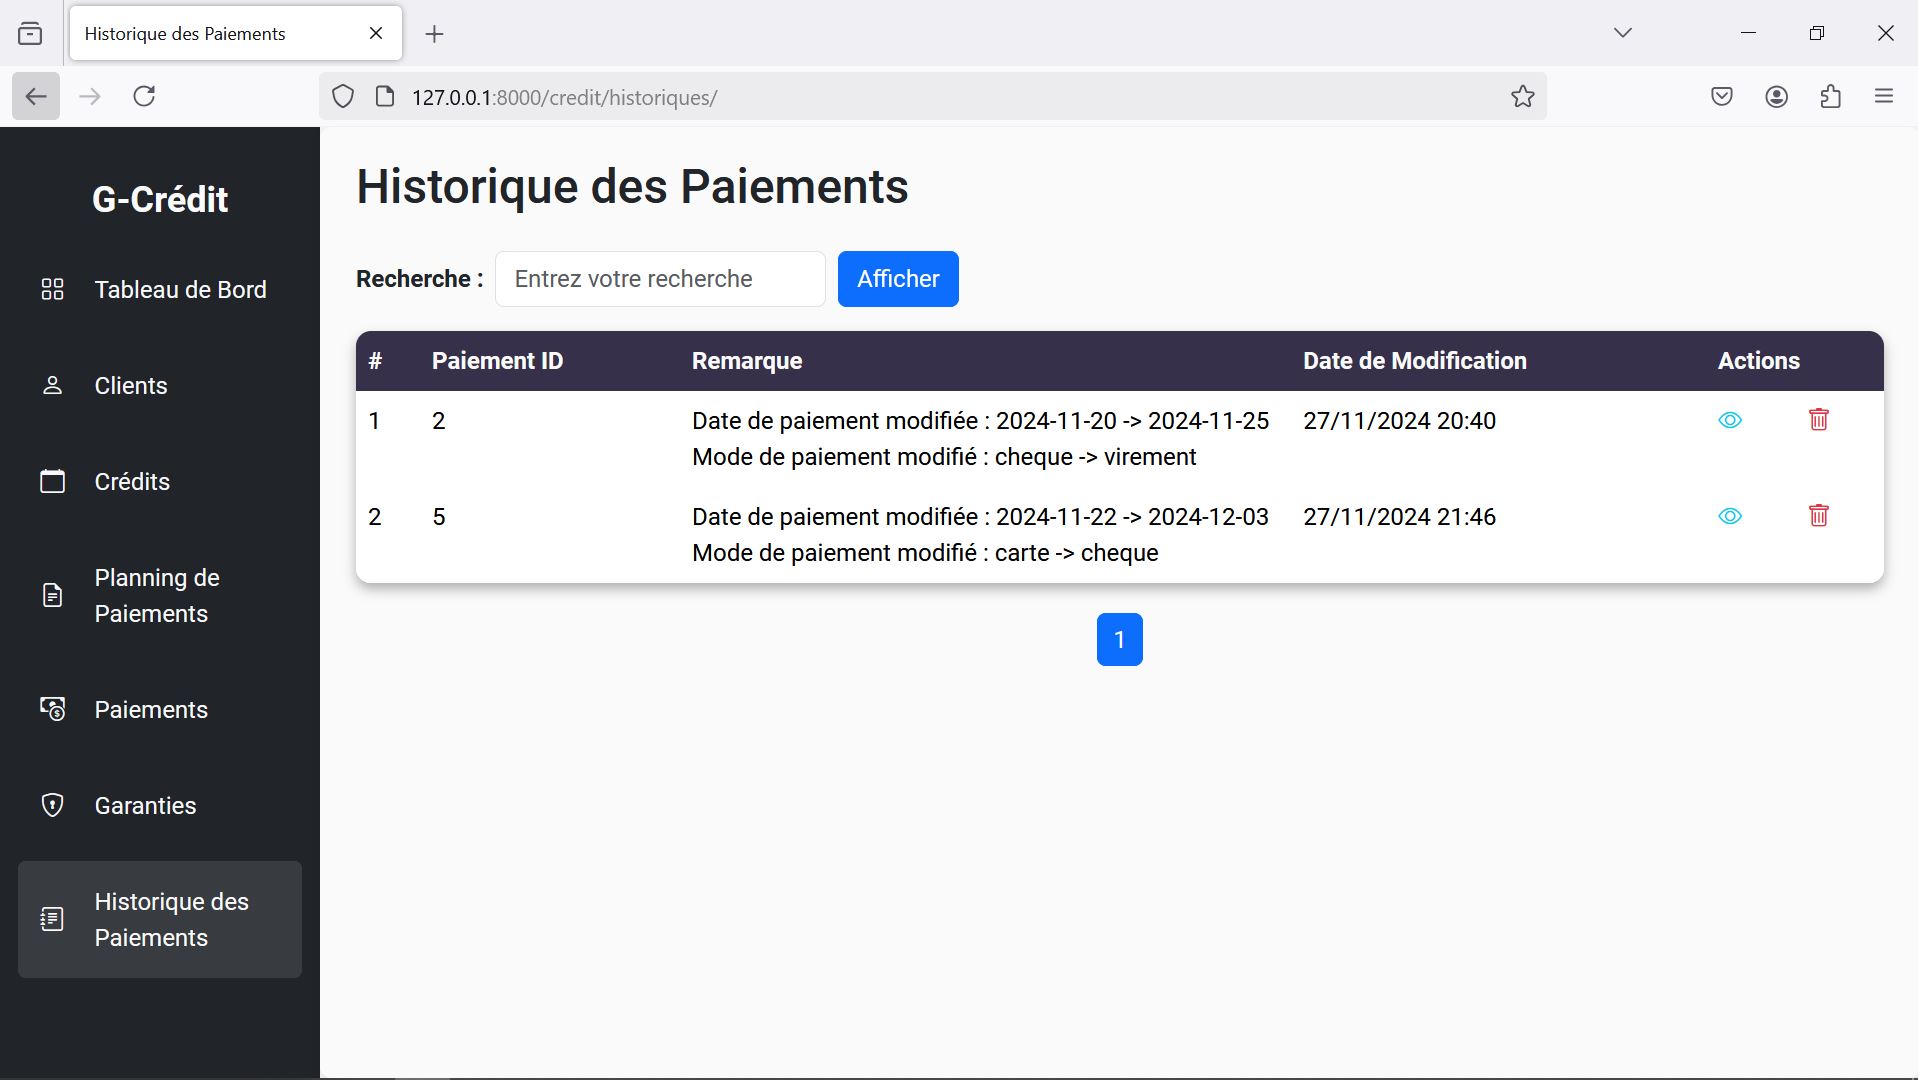 Historique des Paiements
127.0.0.1:8000/credit/historiques/
G-Crédit
Tableau de Bord
Clients
Crédits
Planning de
Paiements
Paiements
Garanties
Historique des
Paiements
Historique des Paiements
Recherche : Entrez votre recherche Afficher
# Paiement ID Remarque Date de Modification Actions
1 2 Date de paiement modifiée : 2024-11-20 -> 2024-11-25 27/11/2024 20:40
Mode de paiement modifié : cheque -> virement
2 5 Date de paiement modifiée : 2024-11-22 -> 2024-12-03 27/11/2024 21:46
Mode de paiement modifié : carte -> cheque
1